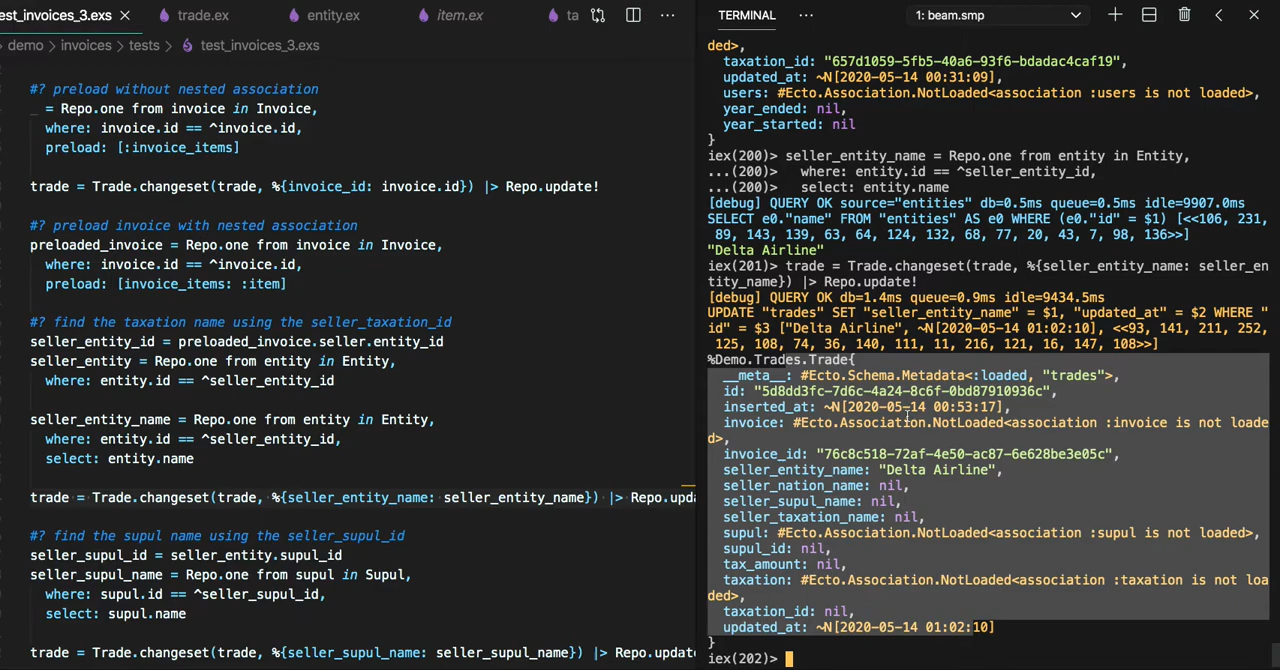 est_invoices_3.exs × trade.ex entity.ex item.ex ta ...
demo > invoices > tests > test_invoices_3.exs
#? preload without nested association
_ = Repo.one from invoice in Invoice,
where: invoice.id == ^invoice.id,
preload: [:invoice_items]
trade = Trade.changeset(trade, %{invoice_id: invoice.id}) |> Repo.update!
#? preload invoice with nested association
preloaded_invoice = Repo.one from invoice in Invoice,
where: invoice.id == ^invoice.id,
preload: [invoice_items: :item]
#? find the taxation name using the seller_taxation_id
seller_entity_id = preloaded_invoice.seller.entity_id
seller_entity = Repo.one from entity in Entity,
where: entity.id == ^seller_entity_id
seller_entity_name = Repo.one from entity in Entity,
where: entity.id == ^seller_entity_id,
select: entity.name
trade = Trade.changeset(trade, %{seller_entity_name: seller_entity_name}) |> Repo.upda
#? find the supul name using the seller_supul_id
seller_supul_id = seller_entity.supul_id
seller_supul_name = Repo.one from supul in Supul,
where: supul.id == ^seller_supul_id,
select: supul.name
trade = Trade.changeset(trade, %{seller_supul_name: seller_supul_name}) |> Repo.update
TERMINAL ... 1: beam.smp
ded>,
taxation_id: "657d1059-5fb5-40a6-93f6-bdadac4caf19",
updated_at: ~N[2020-05-14 00:31:09],
users: #Ecto.Association.NotLoaded<association :users is not loaded>,
year_ended: nil,
year_started: nil
}
iex(200)> seller_entity_name = Repo.one from entity in Entity,
...(200)> where: entity.id == ^seller_entity_id,
...(200)> select: entity.name
[debug] QUERY OK source="entities" db=0.5ms queue=0.5ms idle=9907.0ms
SELECT e0."name" FROM "entities" AS e0 WHERE (e0."id" = $1) [<<106, 231,
89, 143, 139, 63, 64, 124, 132, 68, 77, 20, 43, 7, 98, 136>>]
"Delta Airline"
iex(201)> trade = Trade.changeset(trade, %{seller_entity_name: seller_en
tity_name}) |> Repo.update!
[debug] QUERY OK db=1.4ms queue=0.9ms idle=9434.5ms
UPDATE "trades" SET "seller_entity_name" = $1, "updated_at" = $2 WHERE "
id" = $3 ["Delta Airline", ~N[2020-05-14 01:02:10], <<93, 141, 211, 252,
125, 108, 74, 36, 140, 111, 11, 216, 121, 16, 147, 108>>]
%Demo.Trades.Trade{
__meta__: #Ecto.Schema.Metadata<:loaded, "trades">,
id: "5d8dd3fc-7d6c-4a24-8c6f-0bd87910936c",
inserted_at: ~N[2020-05-14 00:53:17],
invoice: #Ecto.Association.NotLoaded<association :invoice is not loade
d>,
invoice_id: "76c8c518-72af-4e50-ac87-6e628be3e05c",
seller_entity_name: "Delta Airline",
seller_nation_name: nil,
seller_supul_name: nil,
seller_taxation_name: nil,
supul: #Ecto.Association.NotLoaded<association :supul is not loaded>,
supul_id: nil,
tax_amount: nil,
taxation: #Ecto.Association.NotLoaded<association :taxation is not loa
ded>,
taxation_id: nil,
updated_at: ~N[2020-05-14 01:02:10]
}
iex(202)>